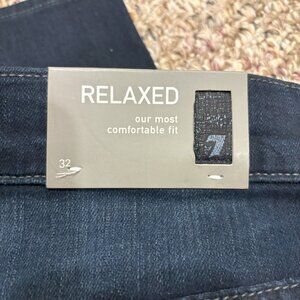 RELAXED
our most
comfortable fit
32
7